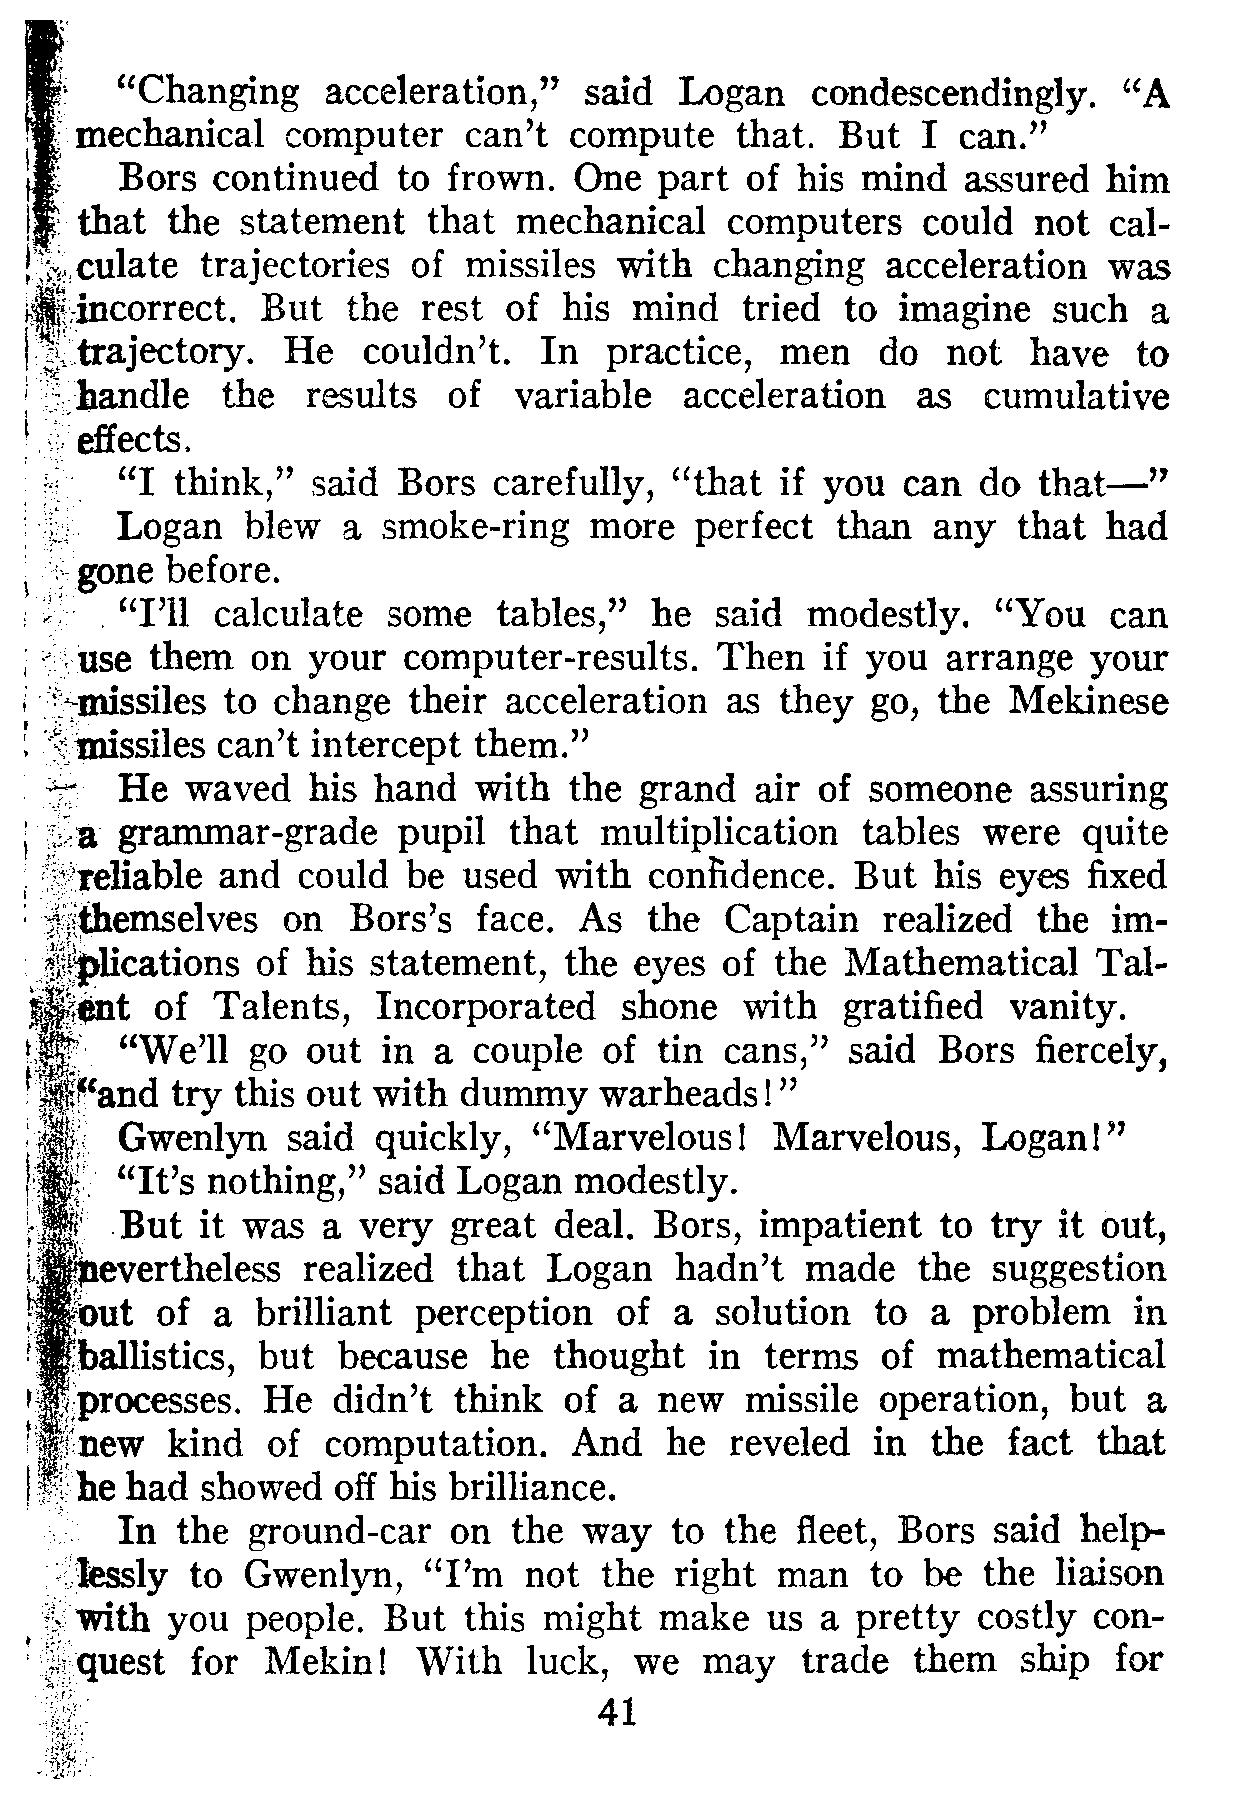 “Changing acceleration,” said Logan condescendingly. “A
mechanical computer can’t compute that. But I can.”
Bors continued to frown. One part of his mind assured him
that the statement that mechanical computers could not cal-
culate trajectories of missiles with changing acceleration was
incorrect. But the rest of his mind tried to imagine such a
trajectory. He couldn’t. In practice, men do not have to
handle the results of variable acceleration as cumulative
effects.
“I think,” said Bors carefully, “that if you can do that—”
Logan blew a smoke-ring more perfect than any that had
gone before.
“I’ll calculate some tables,” he said modestly. “You can
use them on your computer-results. Then if you arrange your
missiles to change their acceleration as they go, the Mekinese
missiles can’t intercept them.”
He waved his hand with the grand air of someone assuring
a grammar-grade pupil that multiplication tables were quite
reliable and could be used with confidence. But his eyes fixed
themselves on Bors’s face. As the Captain realized the im-
plications of his statement, the eyes of the Mathematical Tal-
ent of Talents, Incorporated shone with gratified vanity.
“We’ll go out in a couple of tin cans,” said Bors fiercely,
“and try this out with dummy warheads!”
Gwenlyn said quickly, “Marvelous! Marvelous, Logan!”
“It’s nothing,” said Logan modestly.
But it was a very great deal. Bors, impatient to try it out,
nevertheless realized that Logan hadn’t made the suggestion
out of a brilliant perception of a solution to a problem in
ballistics, but because he thought in terms of mathematical
processes. He didn’t think of a new missile operation, but a
new kind of computation. And he reveled in the fact that
he had showed off his brilliance.
In the ground-car on the way to the fleet, Bors said help-
lessly to Gwenlyn, “I’m not the right man to be the liaison
with you people. But this might make us a pretty costly con-
quest for Mekin! With luck, we may trade them ship for
41